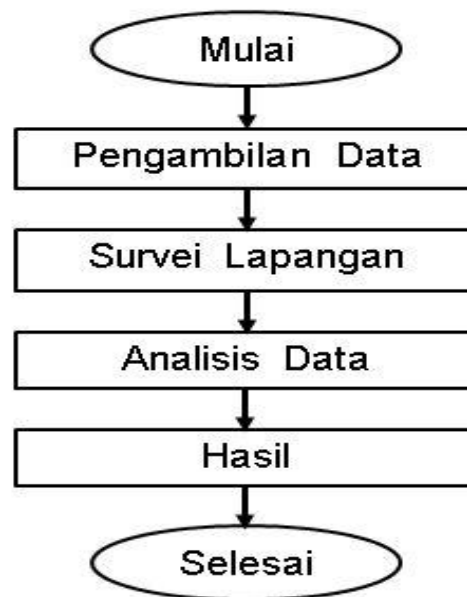 Mulai
Pengambilan Data
Survei Lapangan
Analisis Data
Hasil
Selesai